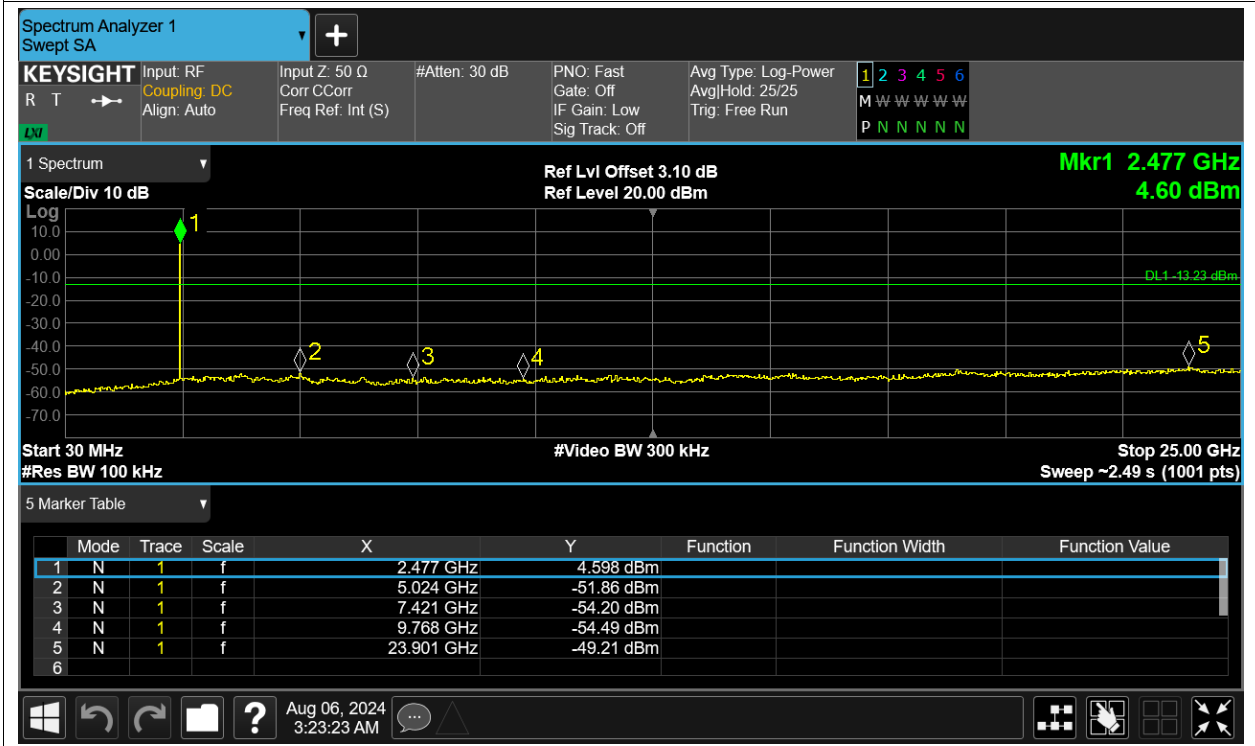 Spectrum Analyzer 1
Swept SA
KEYSIGHT
R T
LXI
Input: RF
Coupling: DC
Align: Auto
Input Z: 50 Ω
Corr CCorr
Freq Ref: Int (S)
#Atten: 30 dB
PNO: Fast
Gate: Off
IF Gain: Low
Sig Track: Off
Avg Type: Log-Power
Avg|Hold: 25/25
Trig: Free Run
1 2 3 4 5 6
M W W W W W
P N N N N N
1 Spectrum
Scale/Div 10 dB
Ref Lvl Offset 3.10 dB
Ref Level 20.00 dBm
Mkr1 2.477 GHz
4.60 dBm
Log
10.0
0.00
-10.0
-20.0
-30.0
-40.0
-50.0
-60.0
-70.0
1
2
3
4
5
DL1 -13.23 dBm
Start 30 MHz
#Res BW 100 kHz
#Video BW 300 kHz
Stop 25.00 GHz
Sweep ~2.49 s (1001 pts)
5 Marker Table
Mode Trace Scale X Y Function Function Width Function Value
1 N 1 f 2.477 GHz 4.598 dBm
2 N 1 f 5.024 GHz -51.86 dBm
3 N 1 f 7.421 GHz -54.20 dBm
4 N 1 f 9.768 GHz -54.49 dBm
5 N 1 f 23.901 GHz -49.21 dBm
6
?
Aug 06, 2024
3:23:23 AM